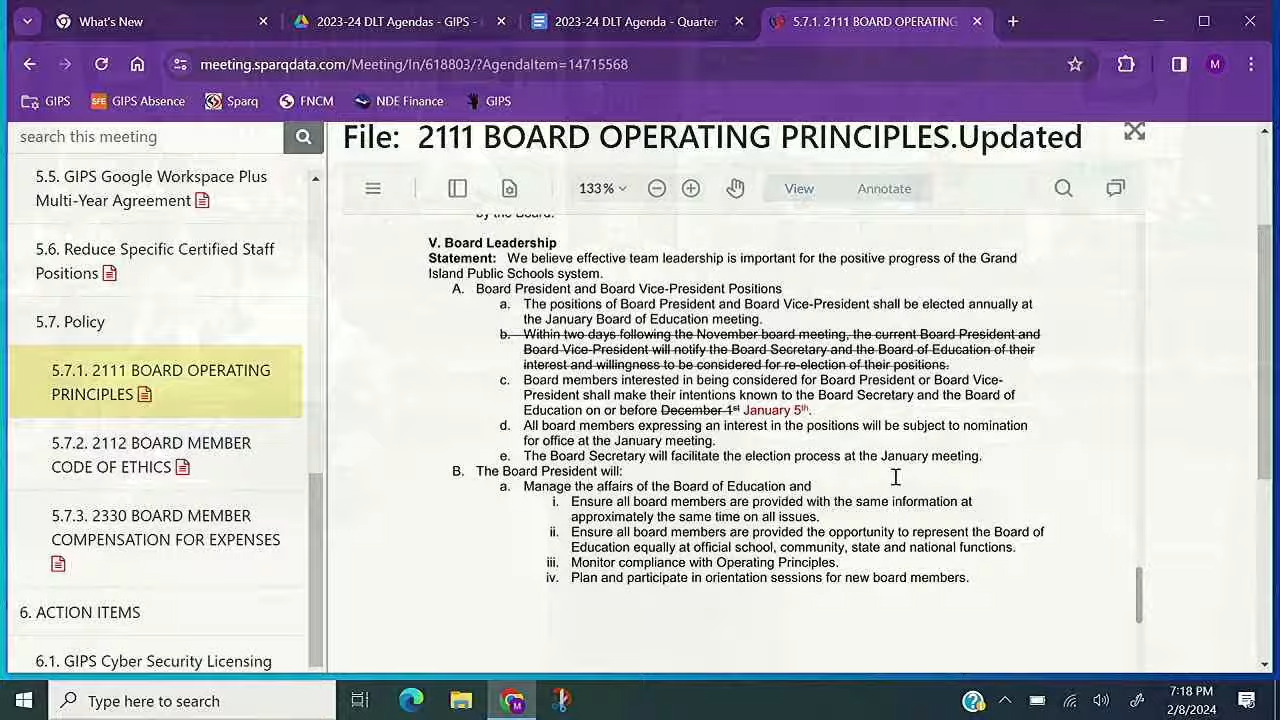 What's New
2023-24 DLT Agendas - GIPS -
2023-24 DLT Agenda - Quarter
5.7.1. 2111 BOARD OPERATING
meeting.sparqdata.com/Meeting/In/618803/?AgendaItem=14715568
M
GIPS
SFE GIPS Absence
Sparq
FNCM
NDE Finance
GIPS
search this meeting
5.5. GIPS Google Workspace Plus
Multi-Year Agreement
5.6. Reduce Specific Certified Staff
Positions
5.7. Policy
5.7.1. 2111 BOARD OPERATING
PRINCIPLES
5.7.2. 2112 BOARD MEMBER
CODE OF ETHICS
5.7.3. 2330 BOARD MEMBER
COMPENSATION FOR EXPENSES
6. ACTION ITEMS
6.1. GIPS Cyber Security Licensing
File: 2111 BOARD OPERATING PRINCIPLES.Updated
133%
View
Annotate
by the Board.
V. Board Leadership
Statement: We believe effective team leadership is important for the positive progress of the Grand
Island Public Schools system.
A. Board President and Board Vice-President Positions
a. The positions of Board President and Board Vice-President shall be elected annually at
the January Board of Education meeting.
b. Within two days following the November board meeting, the current Board President and
Board Vice-President will notify the Board Secretary and the Board of Education of their
interest and willingness to be considered for re-election of their positions.
c. Board members interested in being considered for Board President or Board Vice-
President shall make their intentions known to the Board Secretary and the Board of
Education on or before December 1st January 5th.
d. All board members expressing an interest in the positions will be subject to nomination
for office at the January meeting.
e. The Board Secretary will facilitate the election process at the January meeting.
B. The Board President will:
a. Manage the affairs of the Board of Education and
i. Ensure all board members are provided with the same information at
approximately the same time on all issues.
ii. Ensure all board members are provided the opportunity to represent the Board of
Education equally at official school, community, state and national functions.
iii. Monitor compliance with Operating Principles.
iv. Plan and participate in orientation sessions for new board members.
Type here to search
M
7:18 PM
2/8/2024